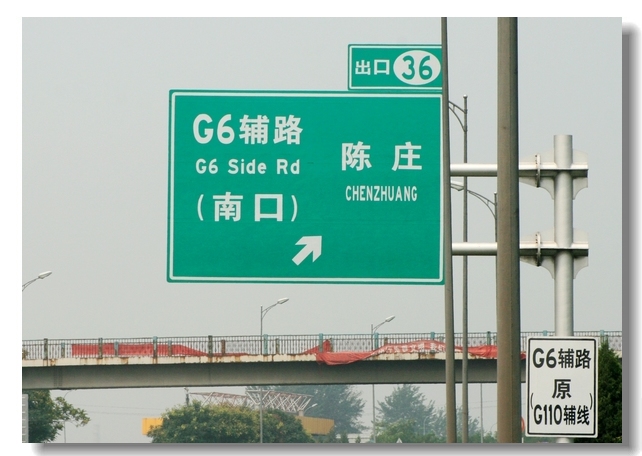 出口 36
G6辅路
G6 Side Rd
(南口)
陈庄
CHENZHUANG
G6辅路
原
(G110辅线)